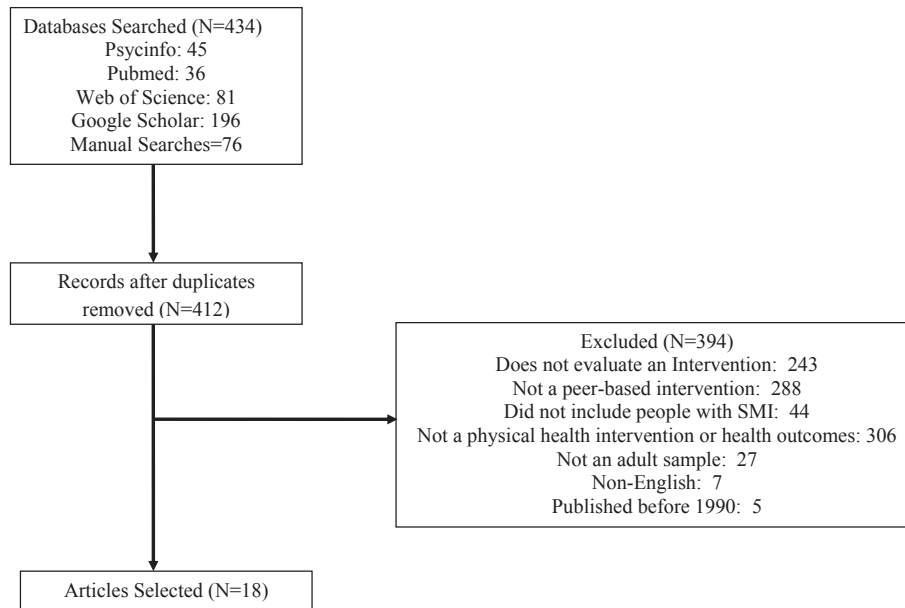 Databases Searched (N=434)
Psycinfo: 45
Pubmed: 36
Web of Science: 81
Google Scholar: 196
Manual Searches=76
Records after duplicates
removed (N=412)
Excluded (N=394)
Does not evaluate an Intervention: 243
Not a peer-based intervention: 288
Did not include people with SMI: 44
Not a physical health intervention or health outcomes: 306
Not an adult sample: 27
Non-English: 7
Published before 1990: 5
Articles Selected (N=18)